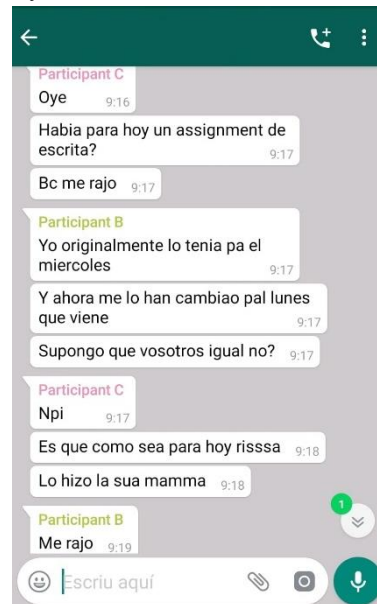 Participant C
Oye 9:16
Habia para hoy un assignment de
escrita? 9:17
Bc me rajo 9:17
Participant B
Yo originalmente lo tenia pa el
miercoles 9:17
Y ahora me lo han cambiao pal lunes
que viene 9:17
Supongo que vosotros igual no? 9:17
Participant C
Npi 9:17
Es que como sea para hoy risssa 9:18
Lo hizo la sua mamma 9:18
1
Participant B
Me rajo 9:19
Escriu aquí